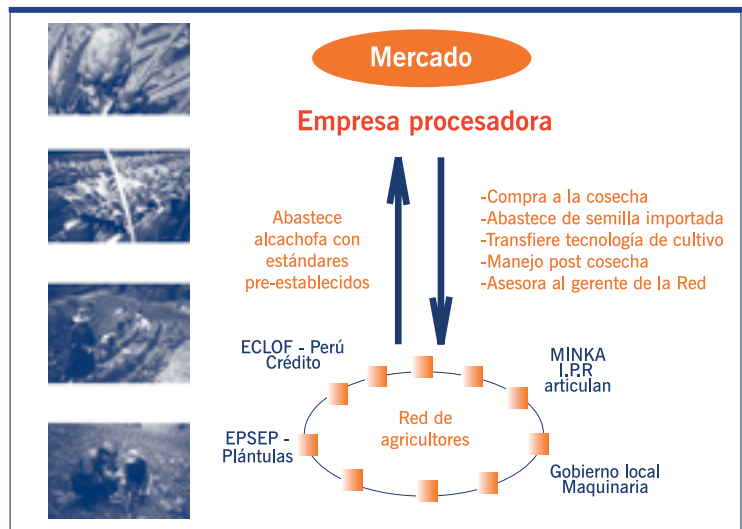 Mercado
Empresa procesadora
Abastece
alcachofa con
estándares
pre-establecidos
-Compra a la cosecha
-Abastece de semilla importada
-Transfiere tecnología de cultivo
-Manejo post cosecha
-Asesora al gerente de la Red
ECLOF - Perú
Crédito
MINKA
I.P.R
articulan
Red de
agricultores
EPSEP -
Plántulas
Gobierno local
Maquinaria